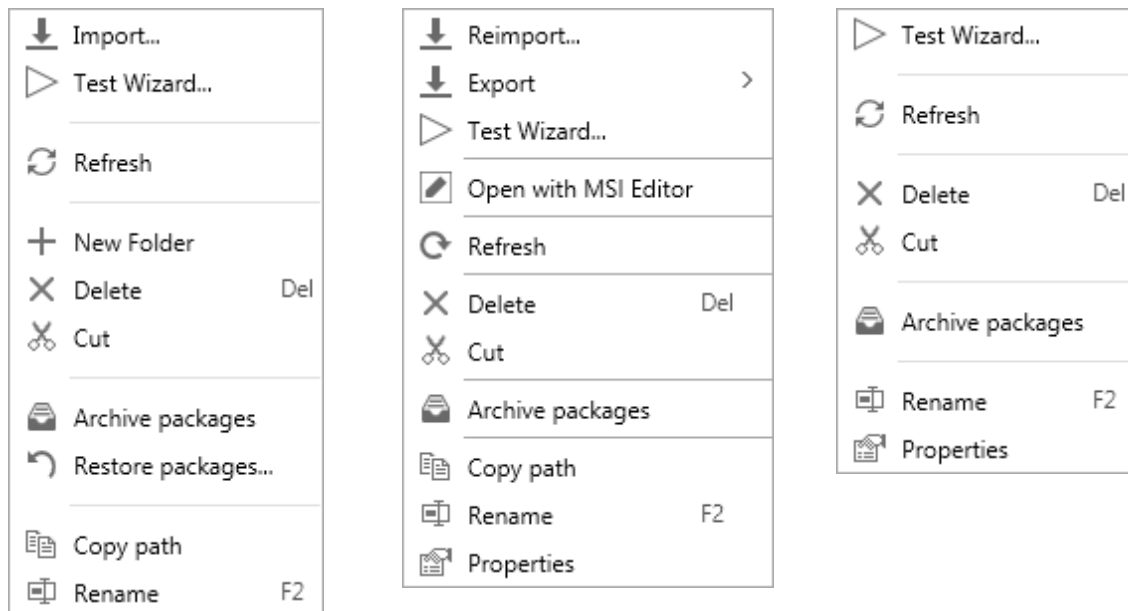 Import...
Test Wizard...
Refresh
New Folder
Delete Del
Cut
Archive packages
Restore packages...
Copy path
Rename F2
Reimport...
Export
Test Wizard...
Open with MSI Editor
Refresh
Delete Del
Cut
Archive packages
Copy path
Rename F2
Properties
Test Wizard...
Refresh
Delete Del
Cut
Archive packages
Rename F2
Properties